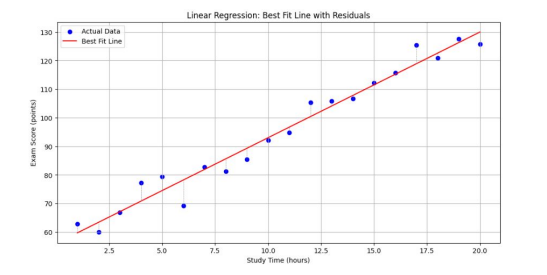 Linear Regression: Best Fit Line with Residuals
Actual Data
Best Fit Line
130
120
110
100
90
80
70
60
Exam Score (points)
2.5 5.0 7.5 10.0 12.5 15.0 17.5 20.0
Study Time (hours)